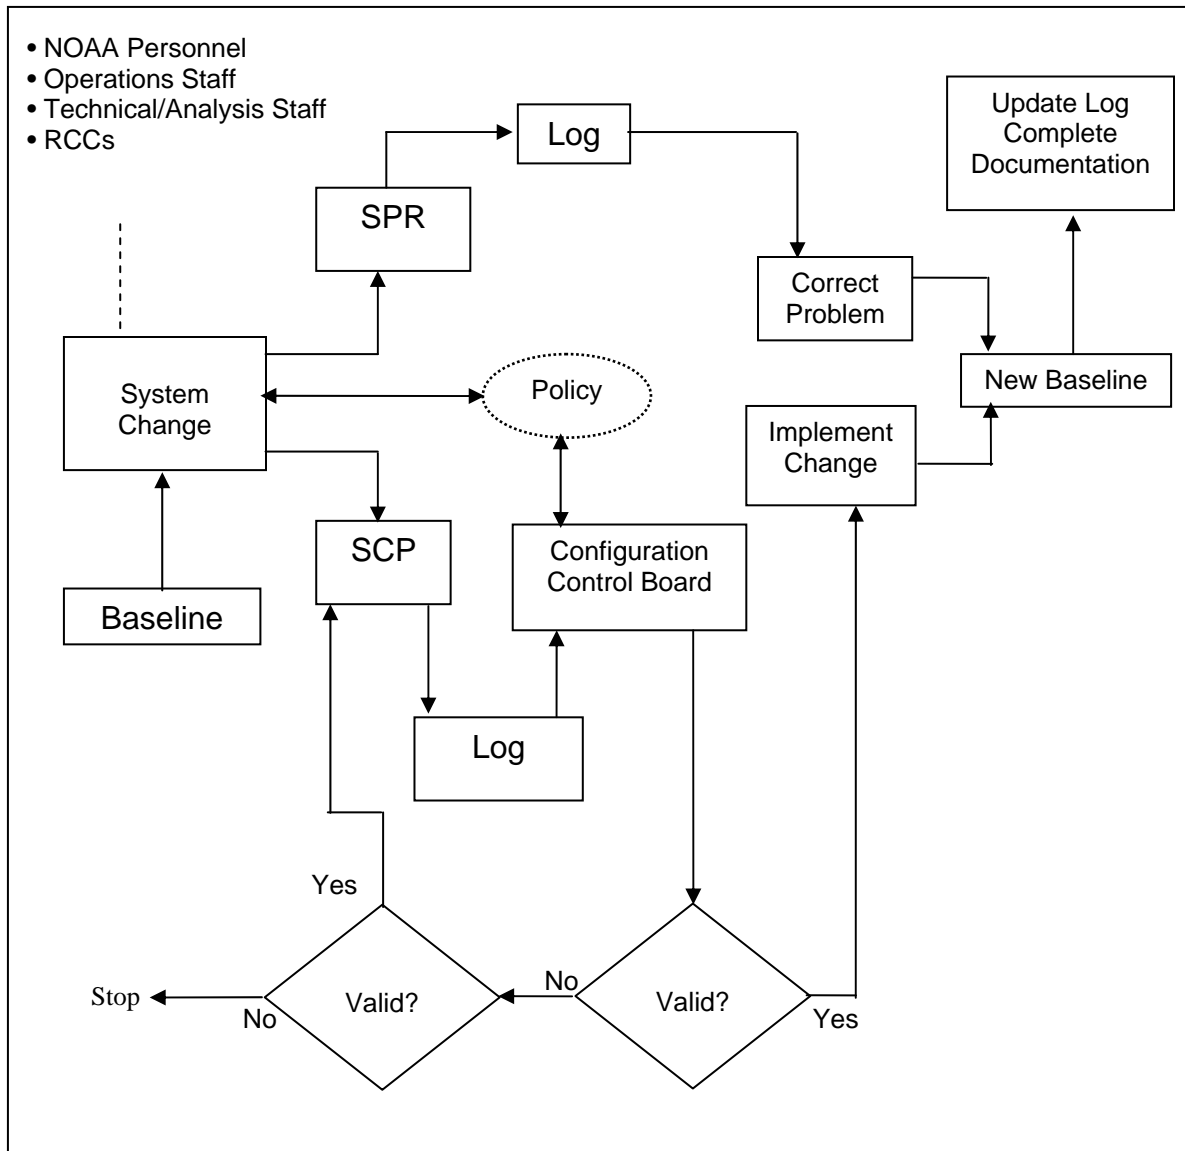 • NOAA Personnel
• Operations Staff
• Technical/Analysis Staff
• RCCs
Update Log
Complete
Documentation
Log
SPR
Correct
Problem
System
Change
Policy
New Baseline
Implement
Change
SCP
Configuration
Control Board
Baseline
Log
Yes
Stop
No
Valid?
No
Valid?
Yes